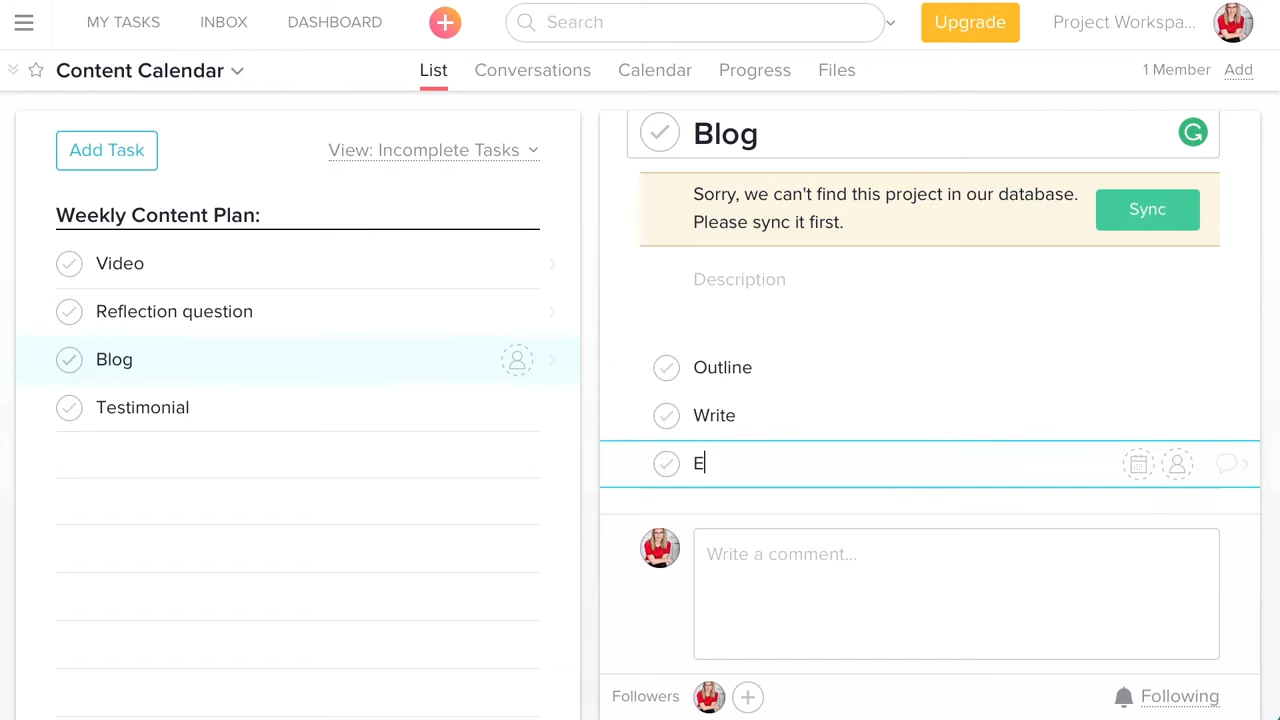 MY TASKS INBOX DASHBOARD Search Upgrade Project Workspa...
Content Calendar List Conversations Calendar Progress Files 1 Member Add
Add Task View: Incomplete Tasks
Weekly Content Plan:
Video
Reflection question
Blog
Testimonial
Blog
Sorry, we can't find this project in our database.
Please sync it first.
Sync
Description
Outline
Write
E
Write a comment...
Followers Following